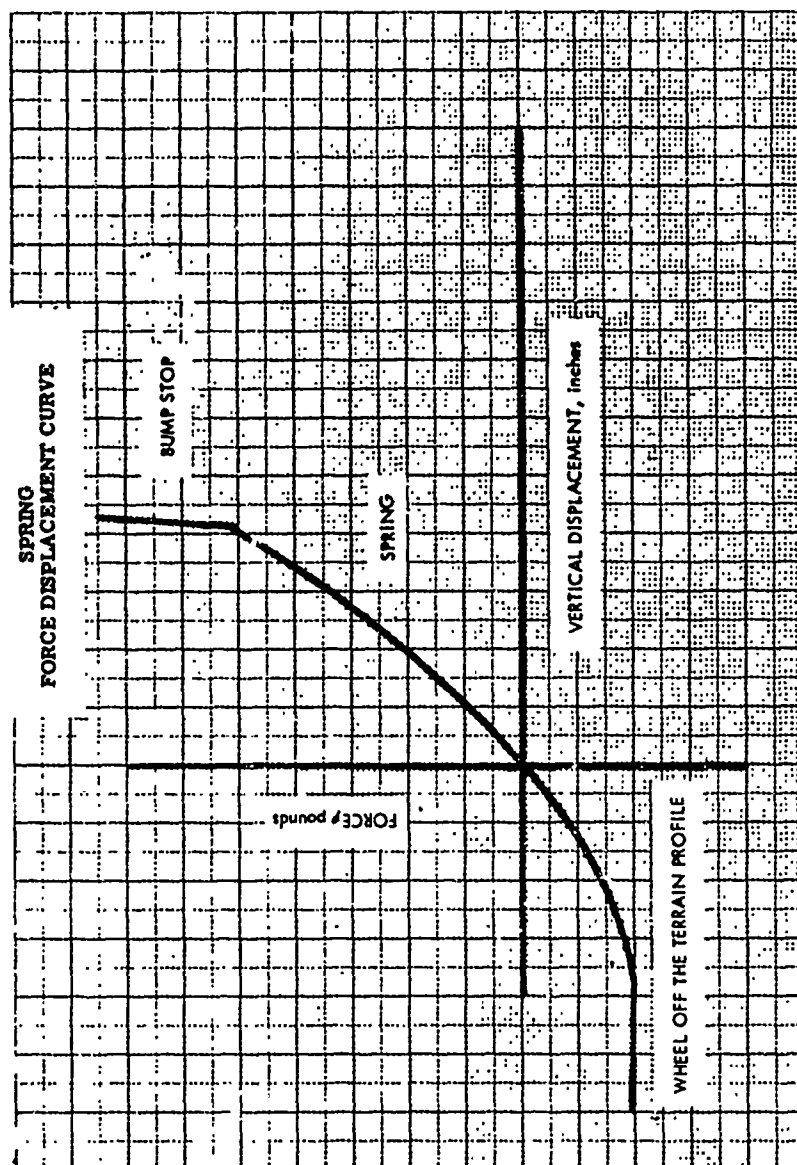 SPRING
FORCE DISPLACEMENT CURVE
BUMP STOP
SPRING
FORCE, pounds
VERTICAL DISPLACEMENT, inches
WHEEL OFF THE TERRAIN PROFILE